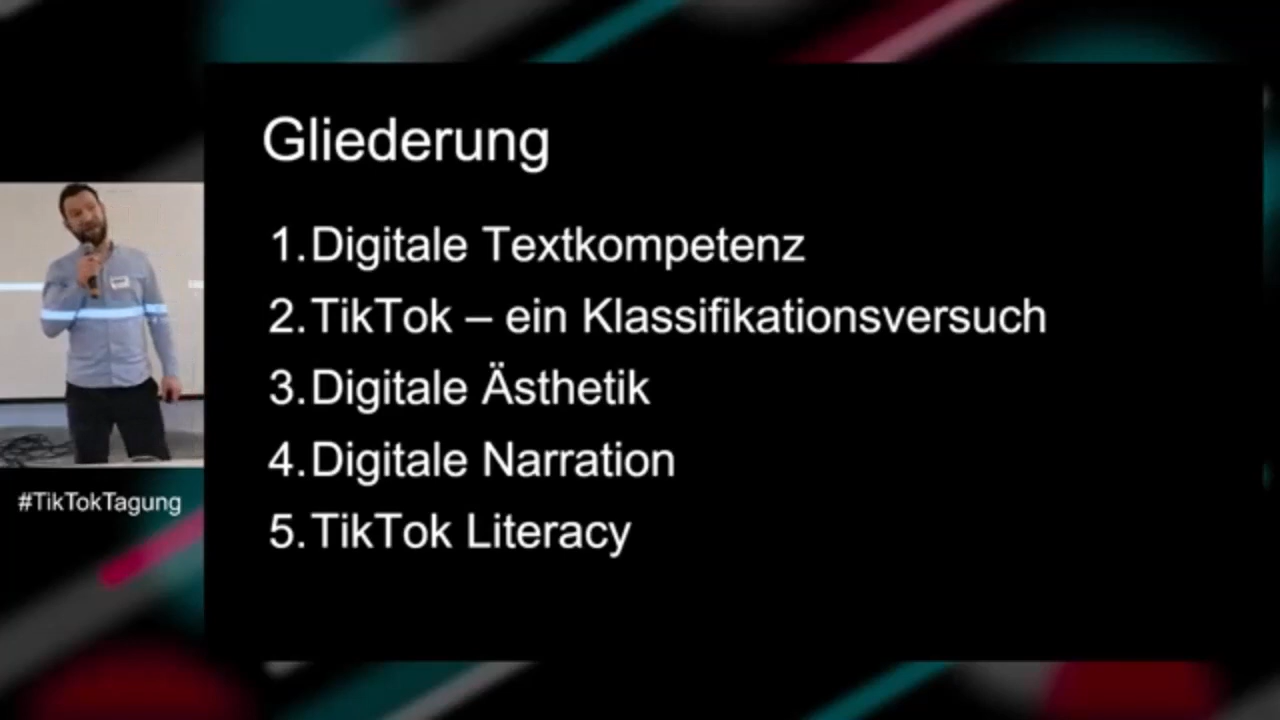 Gliederung
1. Digitale Textkompetenz
2. TikTok – ein Klassifikationsversuch
3. Digitale Ästhetik
4. Digitale Narration
5. TikTok Literacy
#TikTokTagung